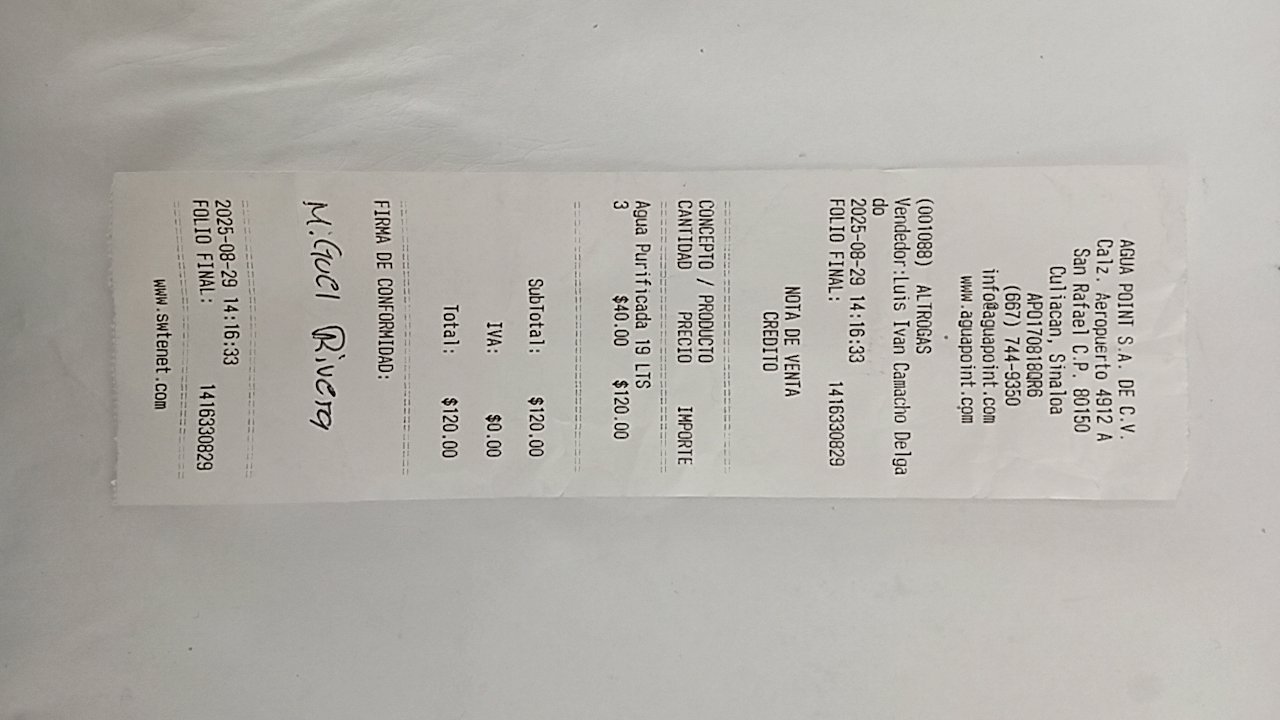 AGUA POINT S.A. DE C.V.
Calz. Aeropuerto 4912 A
San Rafael C.P. 80150
Culiacan, Sinaloa
APO170818QR6
(667) 744-9350
info@aguapoint.com
www.aguapoint.com
(001088) ALTROGAS
Vendedor:Luis Ivan Camacho Delga
do
2025-08-29 14:16:33
FOLIO FINAL: 1416330829
NOTA DE VENTA
CREDITO
CONCEPTO / PRODUCTO
CANTIDAD PRECIO IMPORTE
Agua Purificada 19 LTS
3 $40.00 $120.00
SubTotal: $120.00
IVA: $0.00
Total: $120.00
FIRMA DE CONFORMIDAD:
Rivera
2025-08-29 14:16:33
FOLIO FINAL: 1416330829
www.swtenet.com